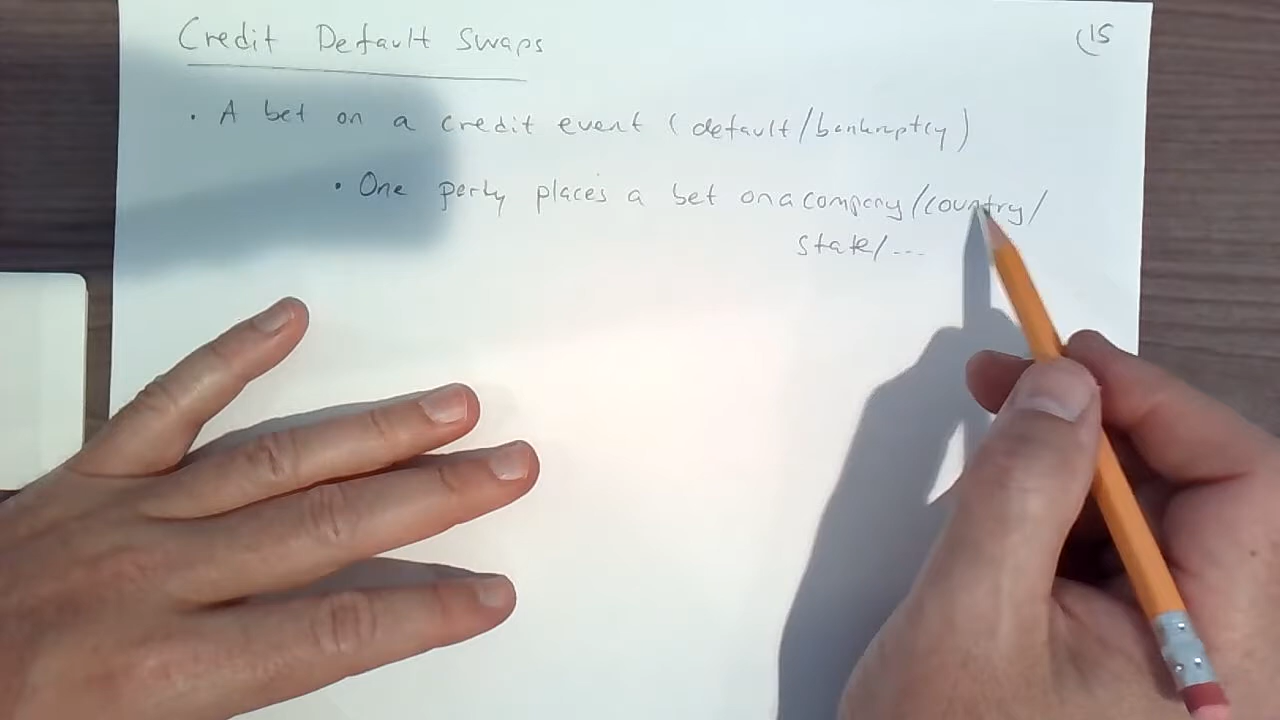 Credit Default Swaps
15
• A bet on a credit event (default/bankruptcy)
• One party places a bet on a company/country/
state/...